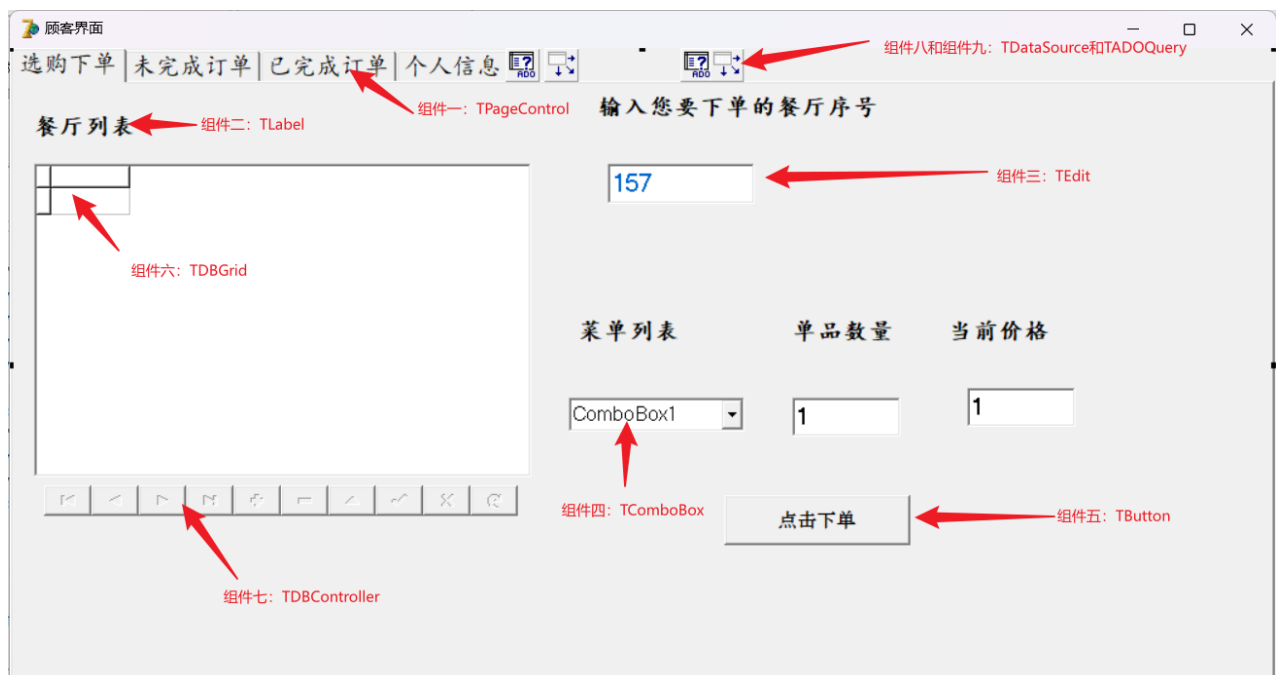 顾客界面
组件八和组件九：TDataSource和TADOQuery
选购下单 未完成订单 已完成订单 个人信息
ADO
ADO
组件一：TPageControl
输入您要下单的餐厅序号
餐厅列表
组件二：TLabel
157
组件三：TEdit
组件六：TDBGrid
菜单列表 单品数量 当前价格
ComboBox1
1
1
组件四：TComboBox
点击下单
组件五：TButton
组件七：TDBController